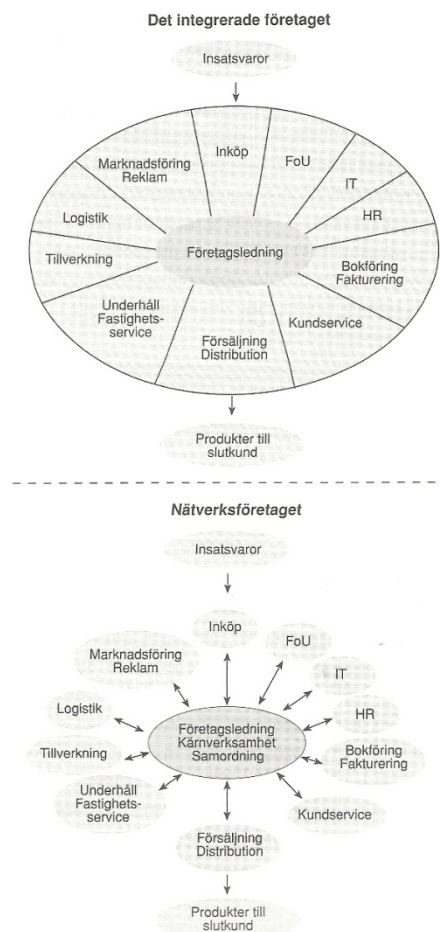 Det integrerade företaget
Insatsvaror
Inköp
FoU
IT
HR
Bokföring
Fakturering
Kundservice
Försäljning
Distribution
Underhåll
Fastighets-
service
Tillverkning
Logistik
Marknadsföring
Reklam
Företagsledning
Produkter till
slutkund
Nätverksföretaget
Insatsvaror
Inköp
FoU
IT
HR
Bokföring
Fakturering
Kundservice
Försäljning
Distribution
Underhåll
Fastighets-
service
Tillverkning
Logistik
Marknadsföring
Reklam
Företagsledning
Kärnverksamhet
Samordning
Produkter till
slutkund